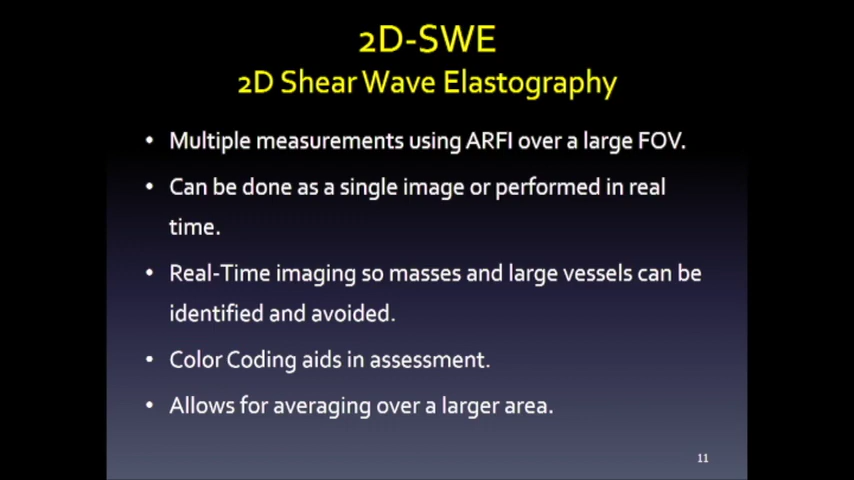 2D-SWE
2D Shear Wave Elastography
• Multiple measurements using ARFI over a large FOV.
• Can be done as a single image or performed in real
time.
• Real-Time imaging so masses and large vessels can be
identified and avoided.
• Color Coding aids in assessment.
• Allows for averaging over a larger area.
11